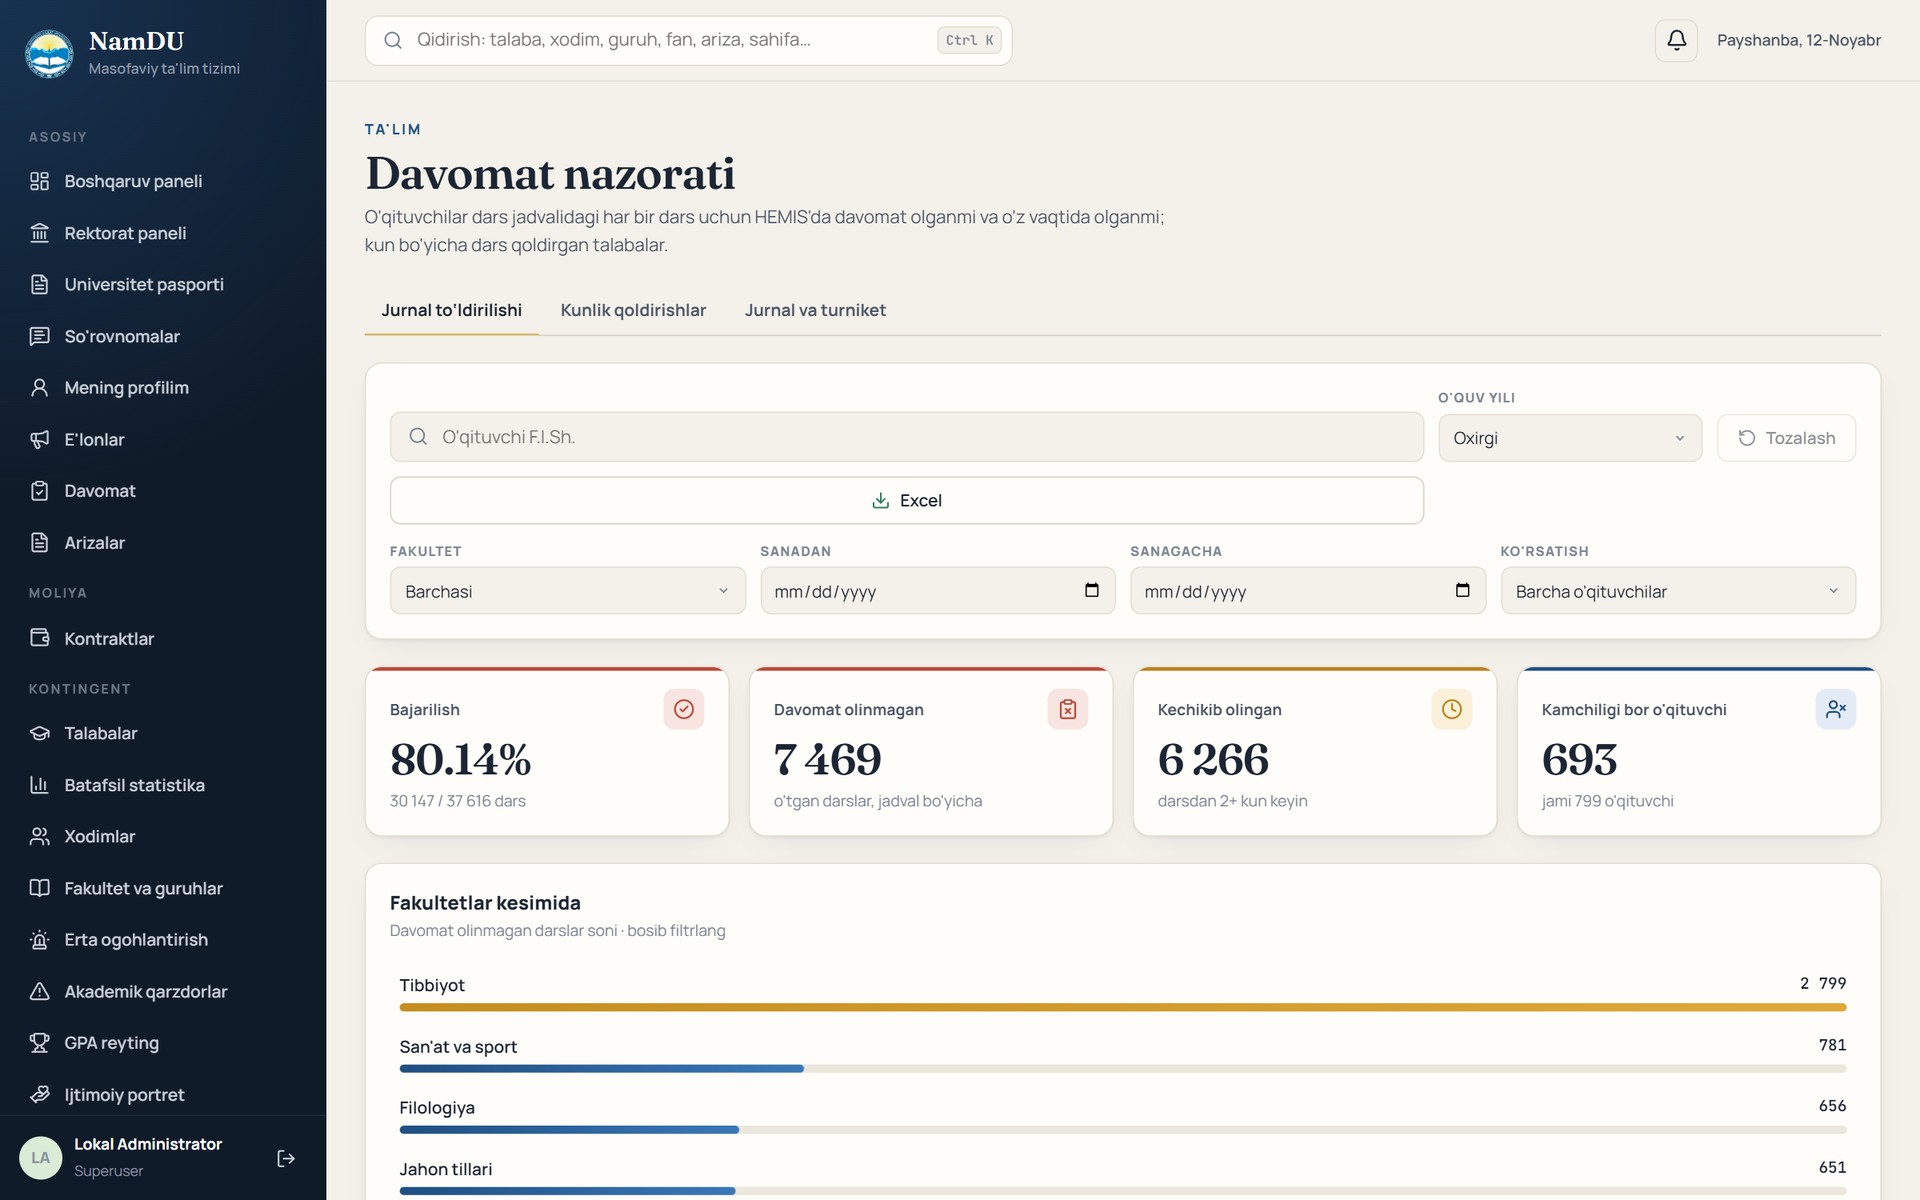 NamDU
Masofaviy ta'lim tizimi
ASOSIY
Boshqaruv paneli
Rektorat paneli
Universitet pasporti
So'rovnomalar
Mening profilim
E'lonlar
Davomat
Arizalar
MOLIYA
Kontraktlar
KONTINGENT
Talabalar
Batafsil statistika
Xodimlar
Fakultet va guruhlar
Erta ogohlantirish
Akademik qarzdorlar
GPA reyting
Ijtimoiy portret
LA
Lokal Administrator
Superuser
Qidirish: talaba, xodim, guruh, fan, ariza, sahifa...
Ctrl K
Payshanba, 12-Noyabr
TA'LIM
Davomat nazorati
O'qituvchilar dars jadvalidagi har bir dars uchun HEMIS'da davomat olganmi va o'z vaqtida olganmi;
kun bo'yicha dars qoldirgan talabalar.
Jurnal to'ldirilishi
Kunlik qoldirishlar
Jurnal va turniket
O'qituvchi F.I.Sh.
O'QUV YILI
Oxirgi
Tozalash
Excel
FAKULTET
Barchasi
SANADAN
mm/dd/yyyy
SANAGACHA
mm/dd/yyyy
KO'RSATISH
Barcha o'qituvchilar
Bajarilish
80.14%
30 147 / 37 616 dars
Davomat olinmagan
7 469
o'tgan darslar, jadval bo'yicha
Kechikib olingan
6 266
darsdan 2+ kun keyin
Kamchiligi bor o'qituvchi
693
jami 799 o'qituvchi
Fakultetlar kesimida
Davomat olinmagan darslar soni · bosib filtrlang
Tibbiyot
2 799
San'at va sport
781
Filologiya
656
Jahon tillari
651